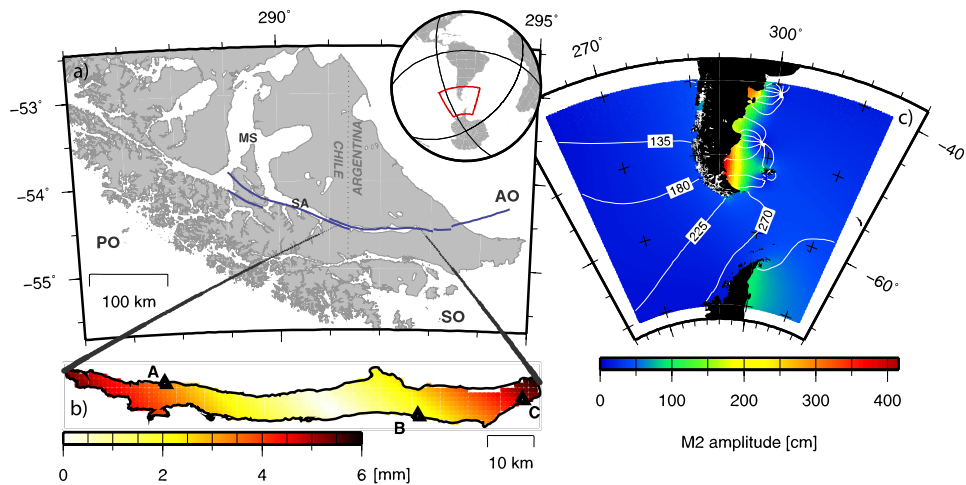 290°
295°
a)
−53°
−54°
−55°
MS
SA
CHILE
ARGENTINA
AO
PO
SO
100 km
A
b)
B
C
0 2 4 6 [mm]
10 km
270°
300°
c)
−40
−60°
135
180
225
270
0 100 200 300 400
M2 amplitude [cm]